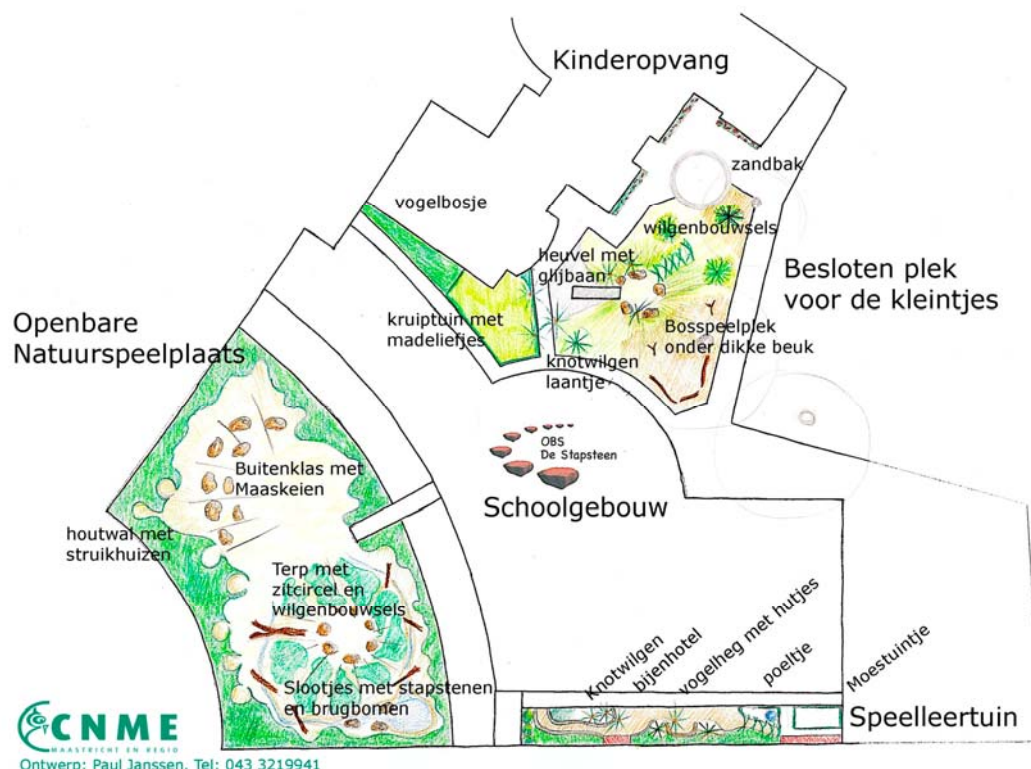 Kinderopvang
zandbak
vogelbosje
wilgenbouwsels
heuvel met
glijbaan
Besloten plek
voor de kleintjes
kruiptuin met
madeliefjes
Bosspeelplek
onder dikke beuk
knotwilgen
laantje
Openbare
Natuurspeelplaats
OBS
De Stapsteen
Schoolgebouw
Buitenklas met
Maaskeien
houtwal met
struikhuizen
Terp met
zitcircel en
wilgenbouwsels
Slootjes met stapstenen
en brugbomen
Knotwilgen
bijenhotel
vogelheg met hutjes
poeltje
Moestuintje
Speelleertuin
CNME
MAASTRICHT EN REGIO
Ontwerp: Paul Janssen, Tel: 043 3219941